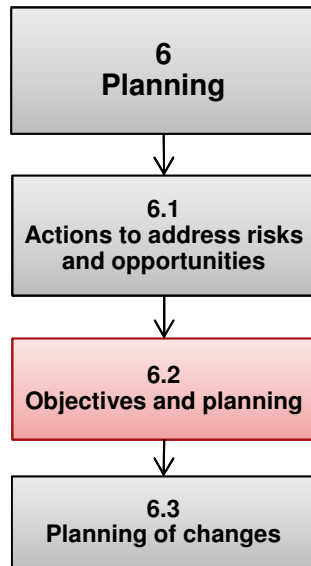 6
Planning
6.1
Actions to address risks
and opportunities
6.2
Objectives and planning
6.3
Planning of changes